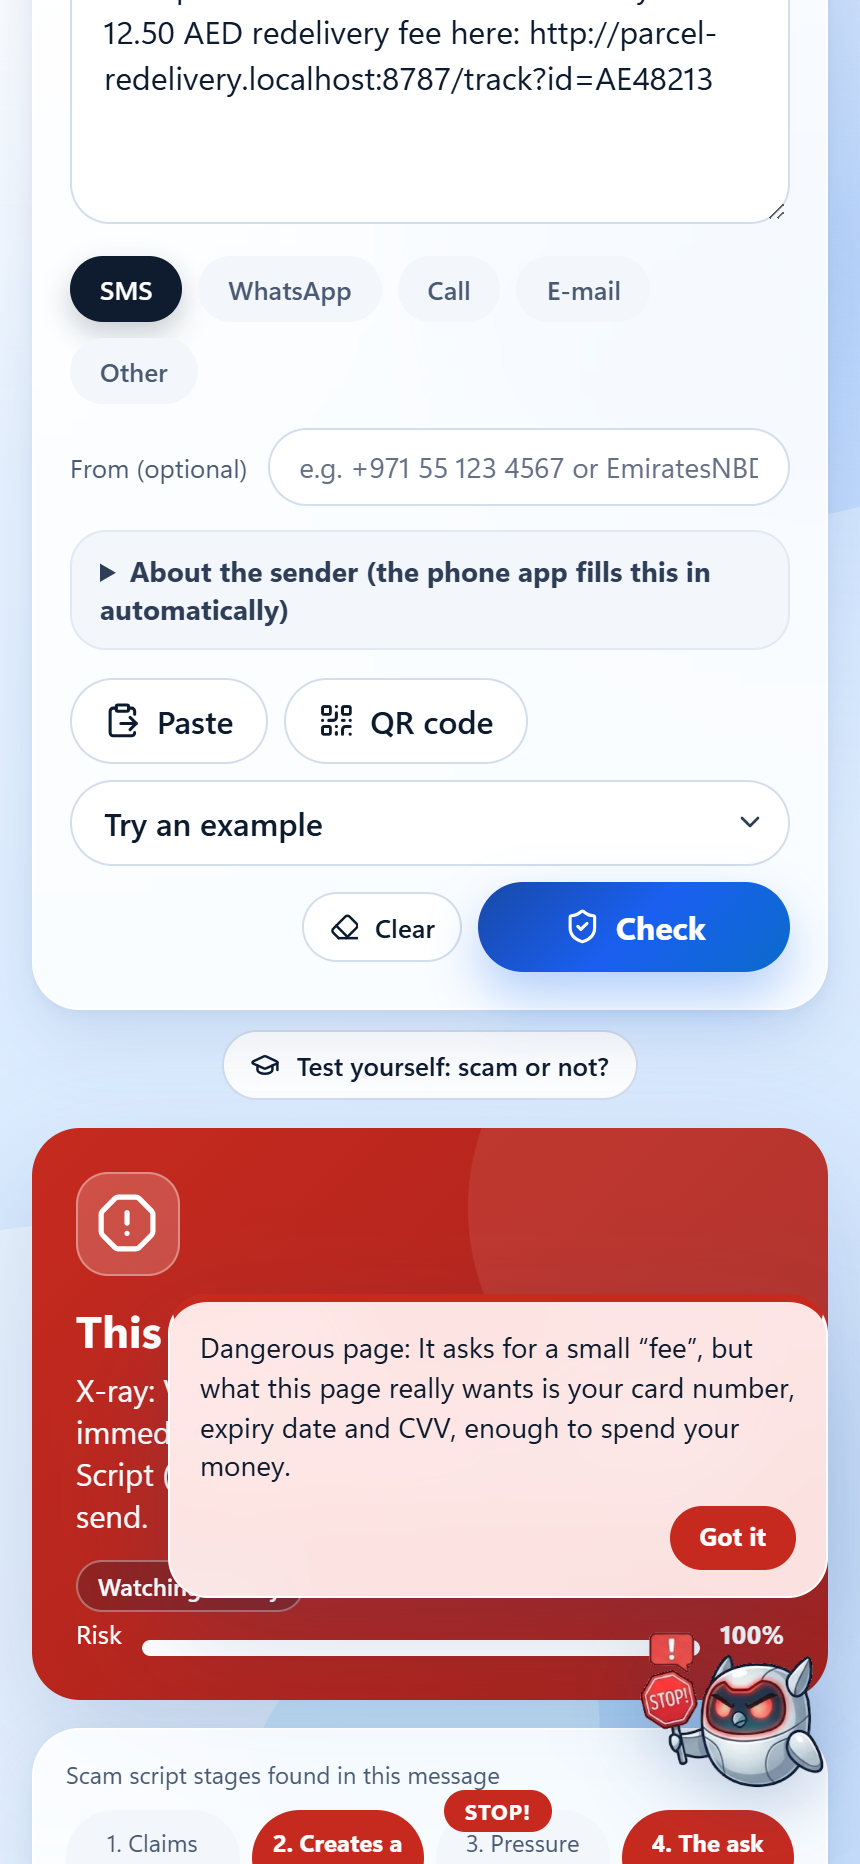 12.50 AED redelivery fee here: http://parcel-
redelivery.localhost:8787/track?id=AE48213
SMS
WhatsApp
Call
E-mail
Other
From (optional)
e.g. +971 55 123 4567 or EmiratesNBD
About the sender (the phone app fills this in
automatically)
Paste
QR code
Try an example
Clear
Check
Test yourself: scam or not?
This
X-ray:
immed
Script
send.
Dangerous page: It asks for a small “fee”, but
what this page really wants is your card number,
expiry date and CVV, enough to spend your
money.
Got it
Watching
Risk
100%
!
STOP!
Scam script stages found in this message
STOP!
1. Claims
2. Creates a
3. Pressure
4. The ask